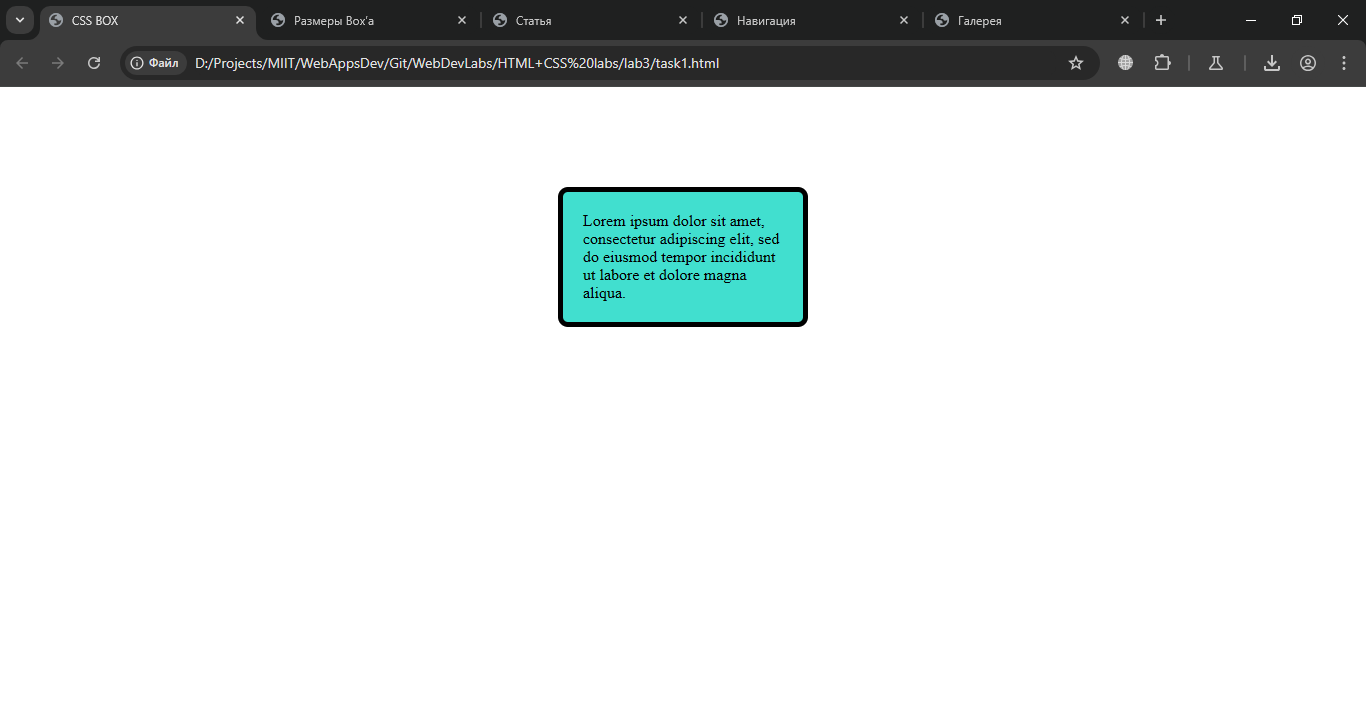 CSS BOX
Размеры Box'а
Статья
Навигация
Галерея
Файл
D:/Projects/MIIT/WebAppsDev/Git/WebDevLabs/HTML+CSS%20labs/lab3/task1.html
Lorem ipsum dolor sit amet,
consectetur adipiscing elit, sed
do eiusmod tempor incididunt
ut labore et dolore magna
aliqua.